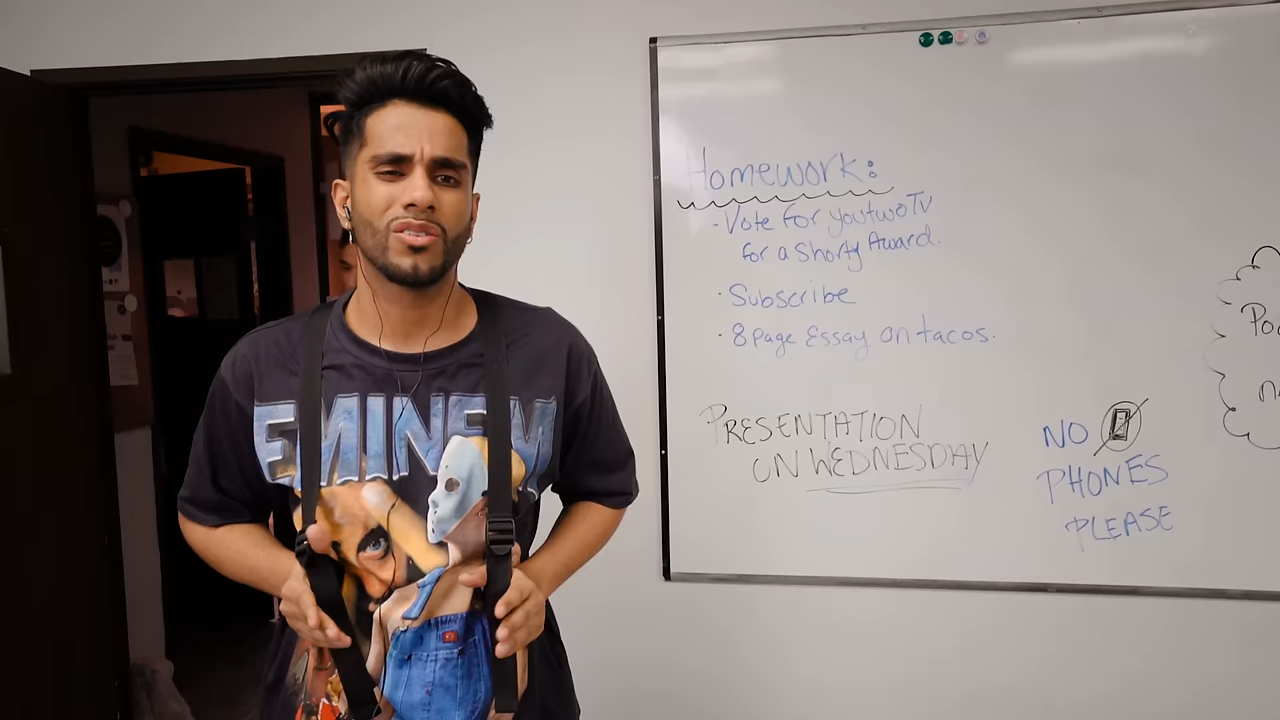 EMINEM
Homework:
- Vote for youtwoTV
for a Shorty Award.
· Subscribe
· 8 page Essay on tacos.
PRESENTATION
ON WEDNESDAY
NO
PHONES
PLEASE